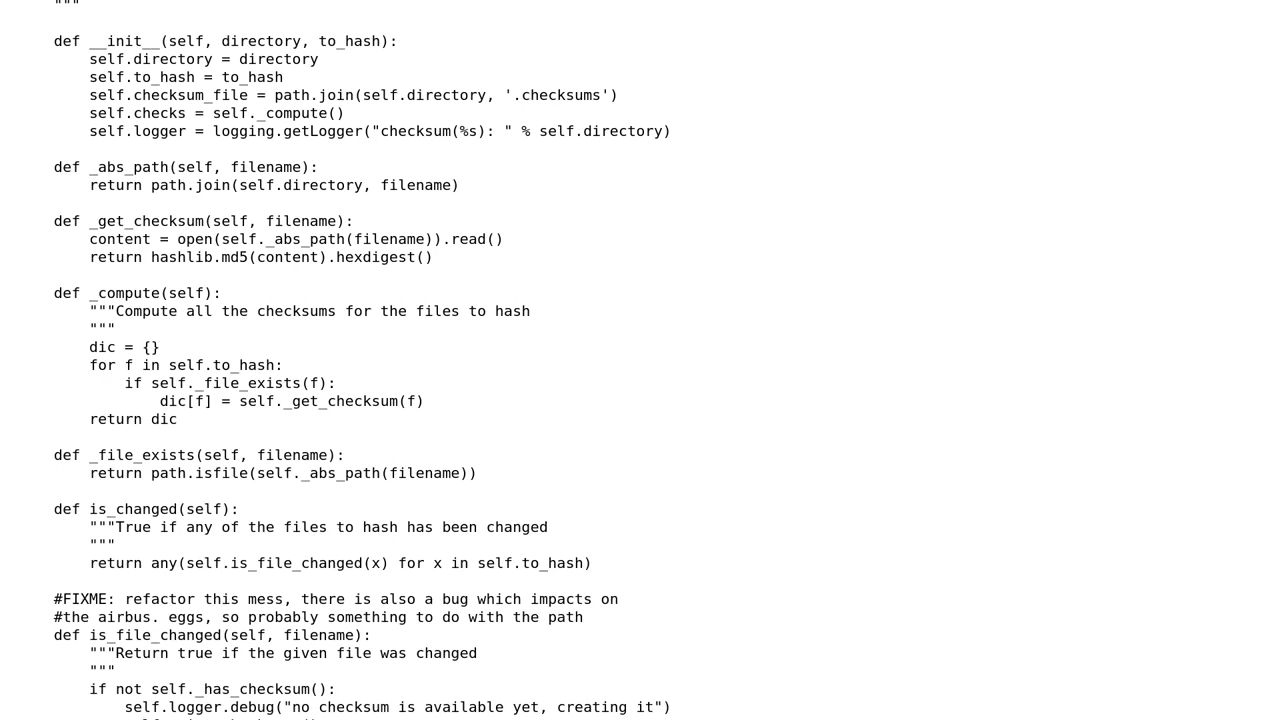 """
def __init__(self, directory, to_hash):
self.directory = directory
self.to_hash = to_hash
self.checksum_file = path.join(self.directory, '.checksums')
self.checks = self._compute()
self.logger = logging.getLogger("checksum(%s): " % self.directory)
def _abs_path(self, filename):
return path.join(self.directory, filename)
def _get_checksum(self, filename):
content = open(self._abs_path(filename)).read()
return hashlib.md5(content).hexdigest()
def _compute(self):
"""Compute all the checksums for the files to hash
"""
dic = {}
for f in self.to_hash:
if self._file_exists(f):
dic[f] = self._get_checksum(f)
return dic
def _file_exists(self, filename):
return path.isfile(self._abs_path(filename))
def is_changed(self):
"""True if any of the files to hash has been changed
"""
return any(self.is_file_changed(x) for x in self.to_hash)
#FIXME: refactor this mess, there is also a bug which impacts on
#the airbus. eggs, so probably something to do with the path
def is_file_changed(self, filename):
"""Return true if the given file was changed
"""
if not self._has_checksum():
self.logger.debug("no checksum is available yet, creating it")